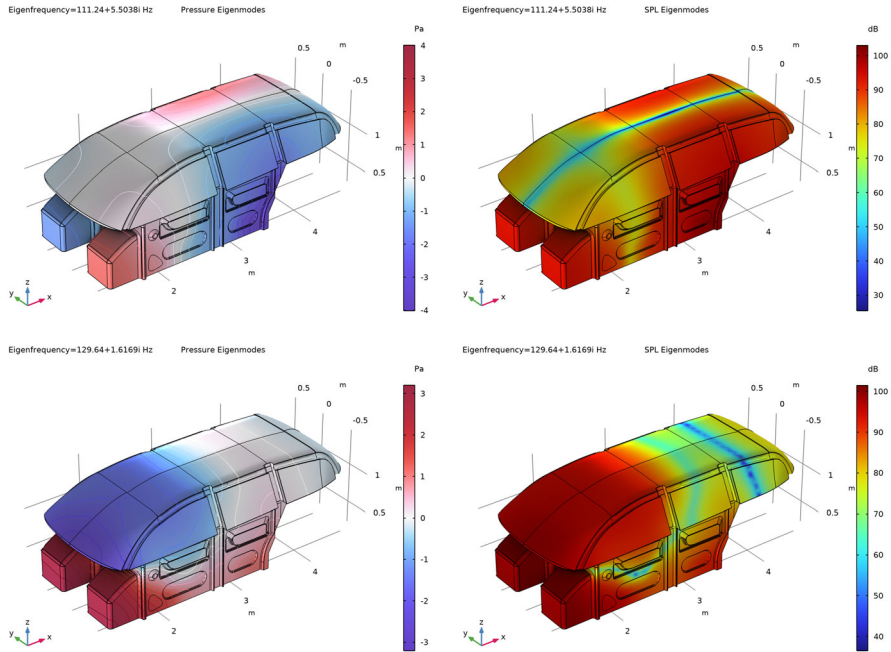 Eigenfrequency=111.24+5.5038i Hz Pressure Eigenmodes
Pa
m
0.5
0
-0.5
4
3
2
1
0
-1
-2
-3
-4
1
m
0.5
4
3
m
2
z
y
x
Eigenfrequency=111.24+5.5038i Hz SPL Eigenmodes
dB
m
0.5
0
-0.5
100
90
80
70
60
50
40
30
1
m
0.5
4
3
m
2
z
y
x
Eigenfrequency=129.64+1.6169i Hz Pressure Eigenmodes
Pa
m
0.5
0
-0.5
3
2
1
0
-1
-2
-3
1
m
0.5
4
3
m
2
z
y
x
Eigenfrequency=129.64+1.6169i Hz SPL Eigenmodes
dB
m
0.5
0
-0.5
100
90
80
70
60
50
40
1
m
0.5
4
3
m
2
z
y
x